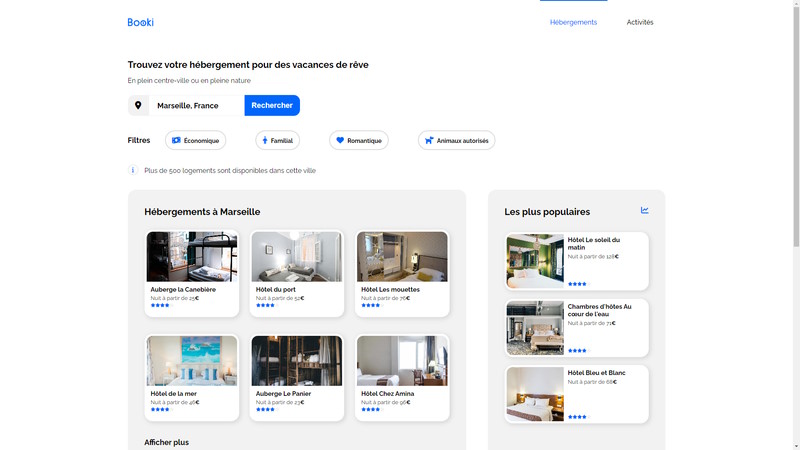 Booki
Hébergements
Activités
Trouvez votre hébergement pour des vacances de rêve
En plein centre-ville ou en pleine nature
Marseille, France
Rechercher
Filtres
Économique
Familial
Romantique
Animaux autorisés
Plus de 500 logements sont disponibles dans cette ville
Hébergements à Marseille
Auberge la Canebière
Nuit à partir de 25€
Hôtel du port
Nuit à partir de 52€
Hôtel Les mouettes
Nuit à partir de 76€
Hôtel de la mer
Nuit à partir de 46€
Auberge Le Panier
Nuit à partir de 23€
Hôtel Chez Amina
Nuit à partir de 96€
Afficher plus
Les plus populaires
Hôtel Le soleil du
matin
Nuit à partir de 128€
Chambres d'hôtes Au
cœur de l'eau
Nuit à partir de 71€
Hôtel Bleu et Blanc
Nuit à partir de 68€